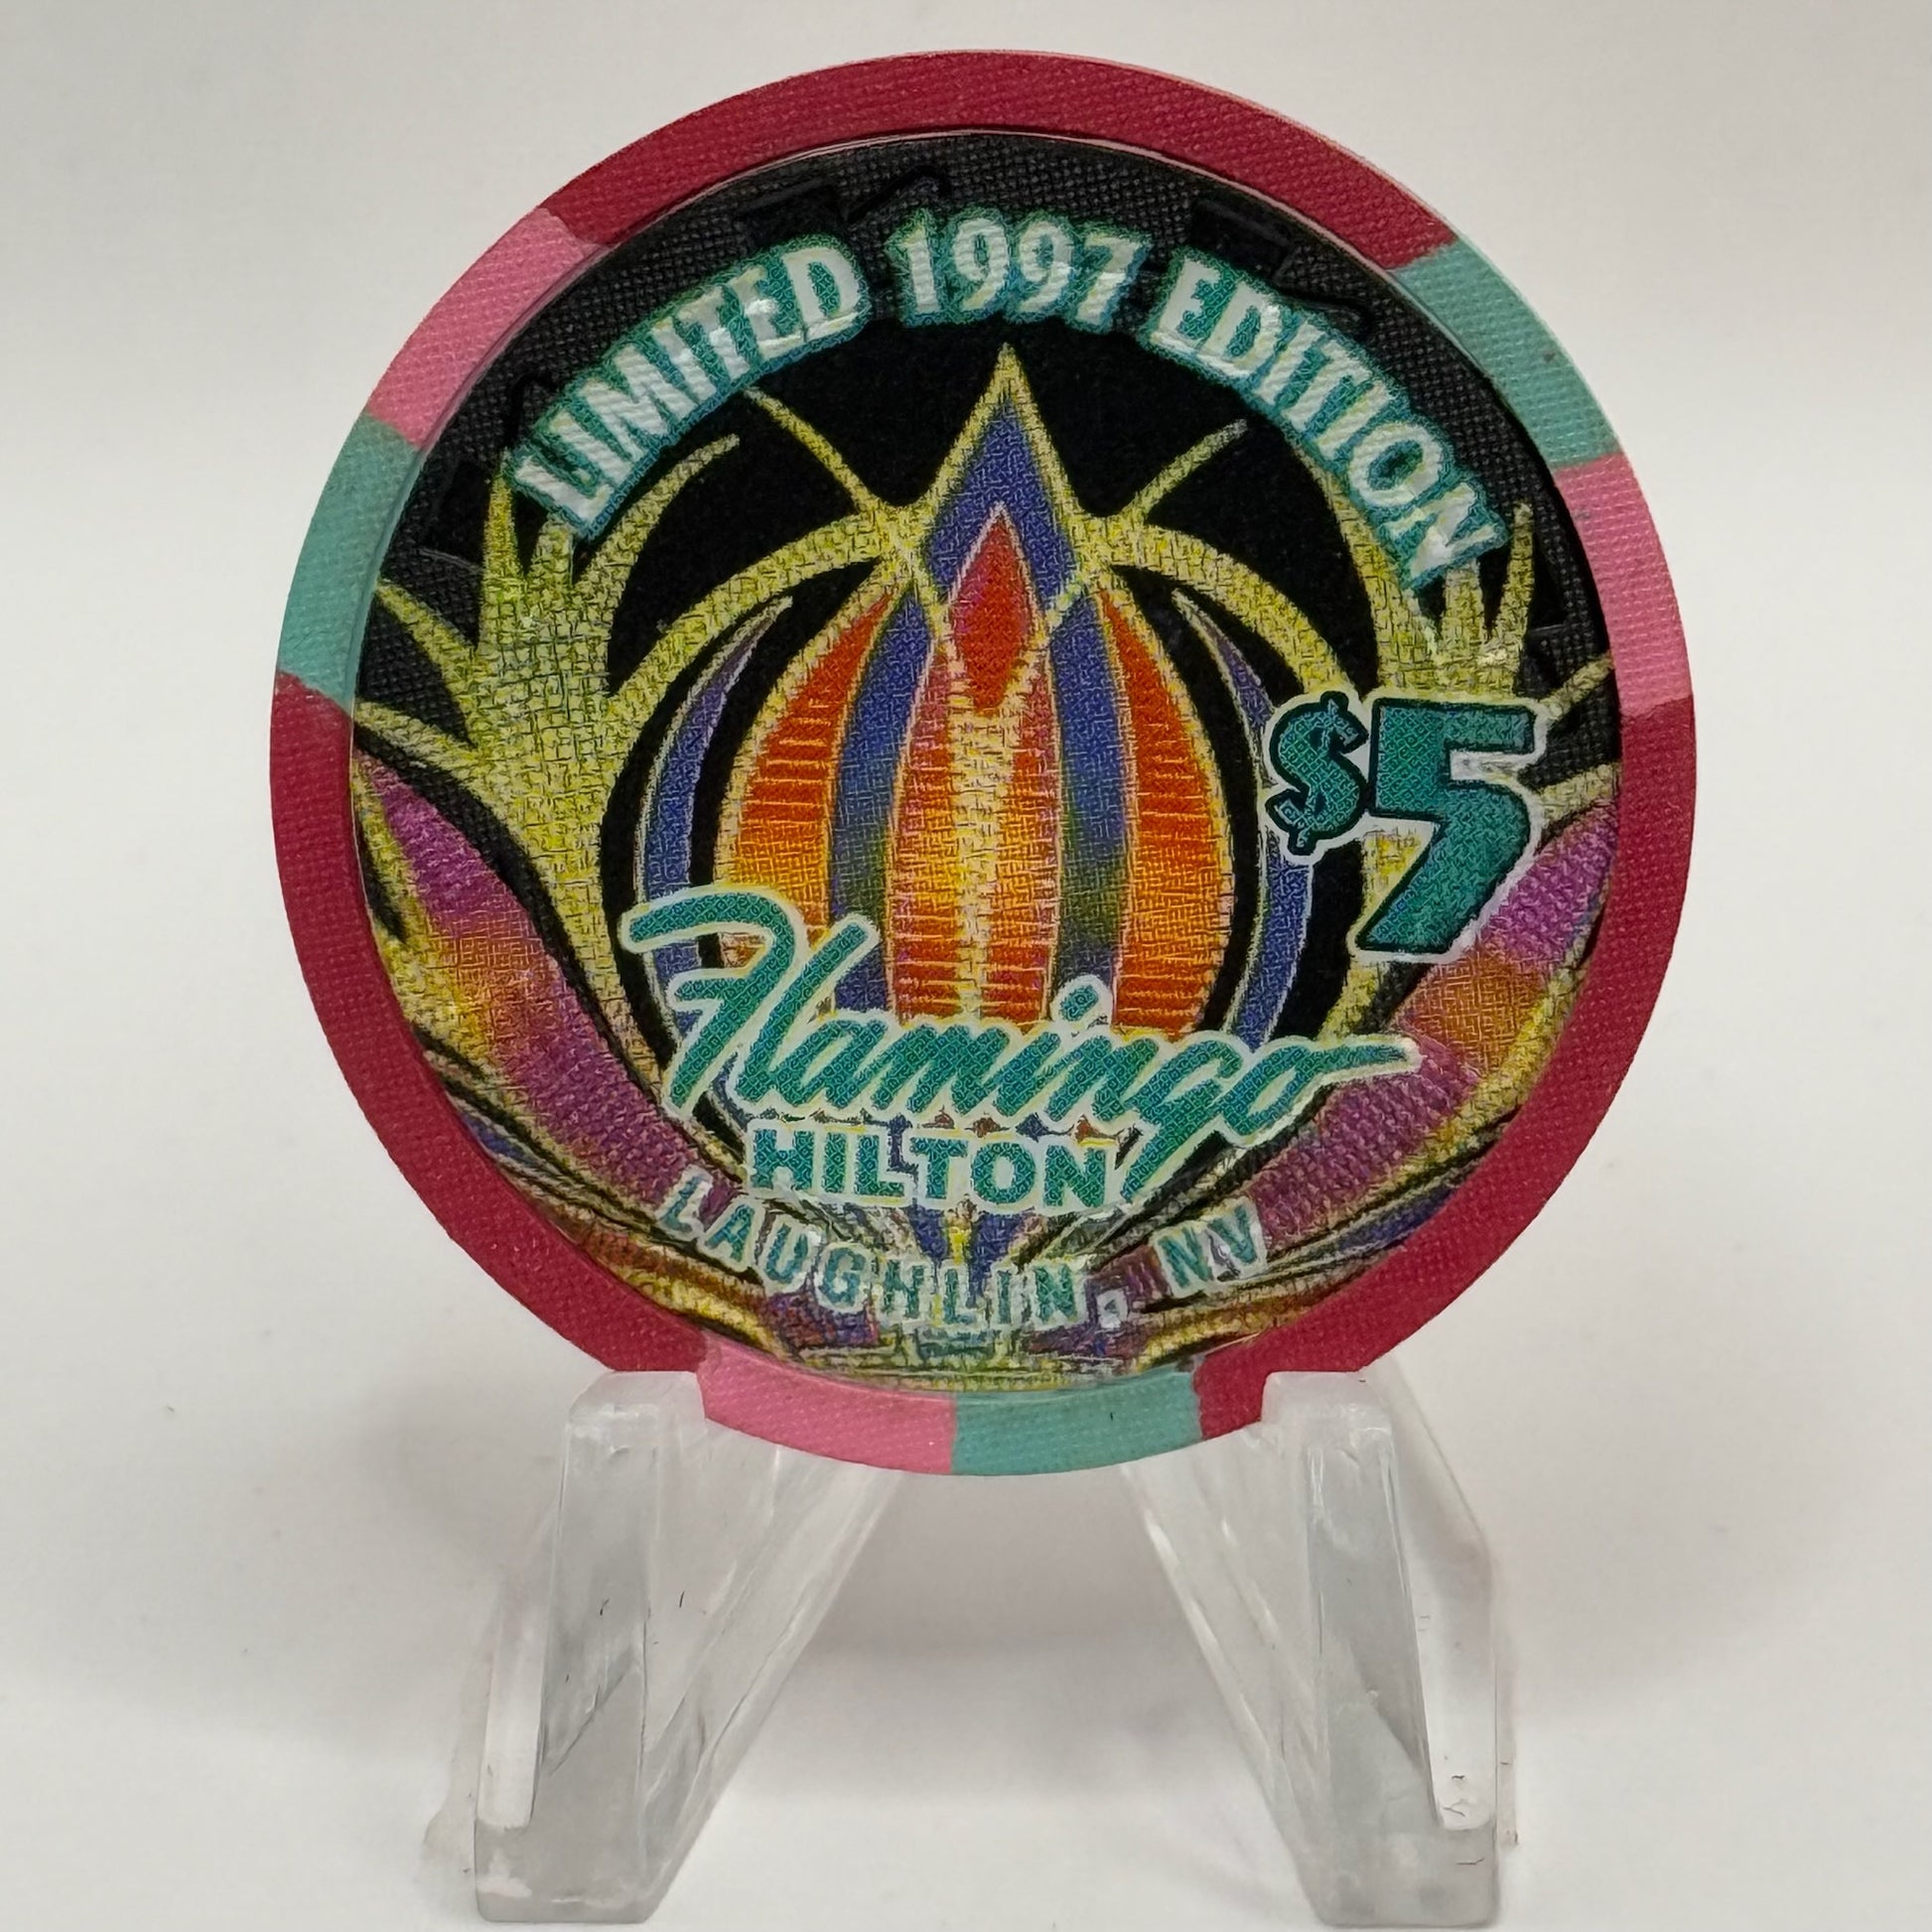 LIMITED 1997 EDITION
$5
Flamingo
HILTON
LAUGHLIN, NV